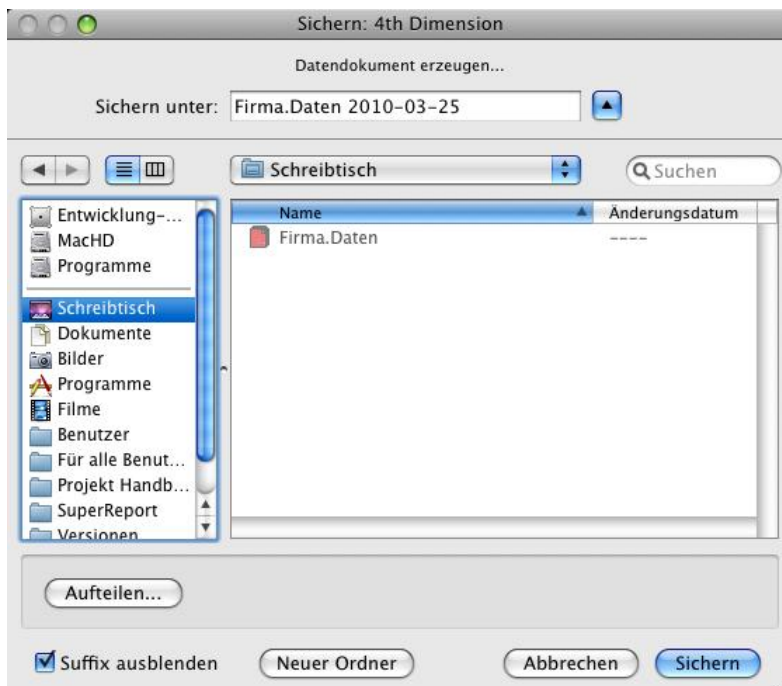 Sichern: 4th Dimension
Datendokument erzeugen...
Sichern unter: Firma.Daten 2010-03-25
Schreibtisch
Suchen
Entwicklung-...
MacHD
Programme
Schreibtisch
Dokumente
Bilder
Programme
Filme
Benutzer
Für alle Benut...
Projekt Handb...
SuperReport
Versionen
Name Änderungsdatum
Firma.Daten ----
Aufteilen...
Suffix ausblenden Neuer Ordner Abbrechen Sichern